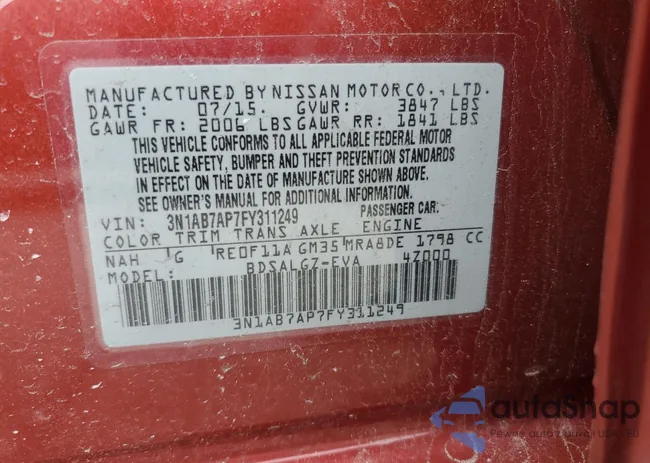 MANUFACTURED BY NISSAN MOTOR CO., LTD.
DATE: 07/15. GVWR: 3847 LBS
GAWR FR: 2006 LBS GAWR RR: 1841 LBS
THIS VEHICLE CONFORMS TO ALL APPLICABLE FEDERAL MOTOR
VEHICLE SAFETY, BUMPER AND THEFT PREVENTION STANDARDS
IN EFFECT ON THE DATE OF MANUFACTURE SHOWN ABOVE.
SEE OWNER'S MANUAL FOR ADDITIONAL INFORMATION.
VIN: 3N1AB7AP7FY311249 PASSENGER CAR.
COLOR TRIM TRANS AXLE ENGINE
NAH G RE0F11A GM35 MRA8DE 1798 CC
MODEL: BDSALGZ-EVA 4Z000
3N1AB7AP7FY311249
autoSnap